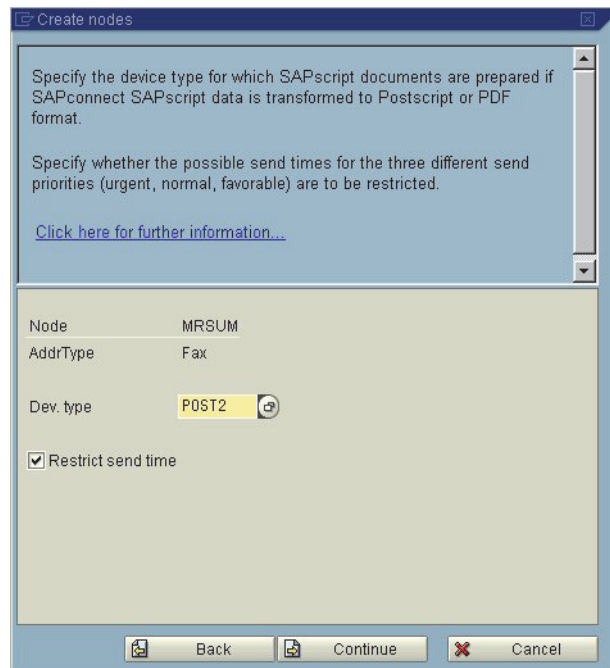 Create nodes
Specify the device type for which SAPscript documents are prepared if
SAPconnect SAPscript data is transformed to Postscript or PDF
format.
Specify whether the possible send times for the three different send
priorities (urgent, normal, favorable) are to be restricted.
Click here for further information...
Node MRSUM
AddrType Fax
Dev. type POST2
Restrict send time
Back Continue Cancel